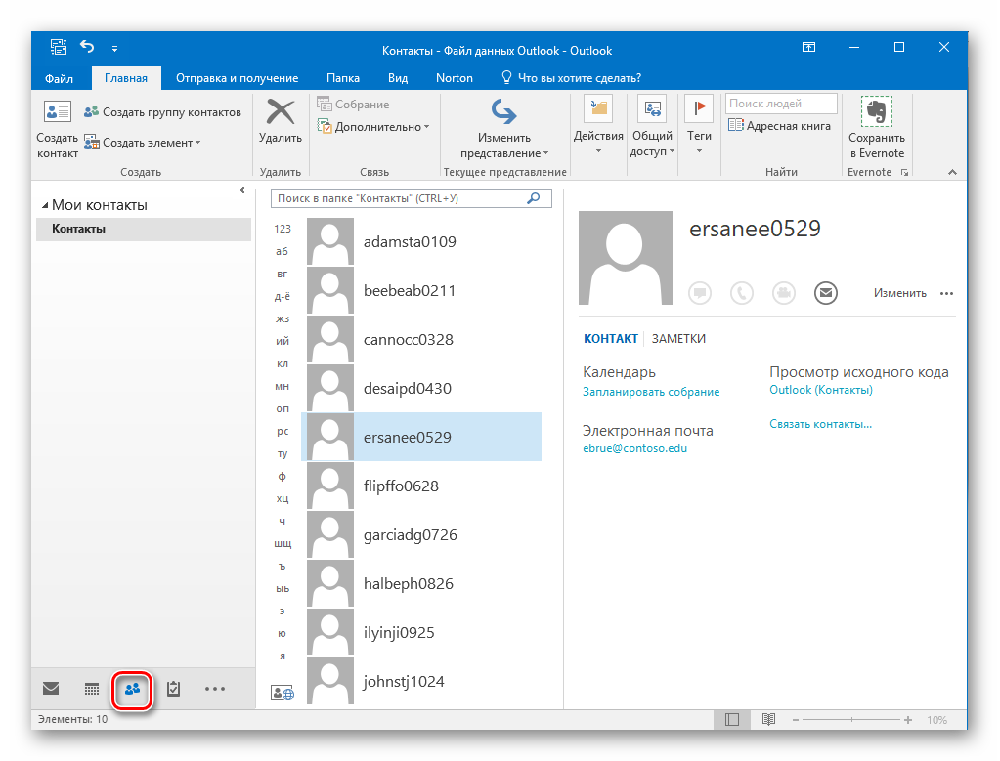 Контакты - Файл данных Outlook - Outlook
Файл Главная Отправка и получение Папка Вид Norton Что вы хотите сделать?
Создать контакт
Создать группу контактов
Создать элемент
Создать
Удалить
Удалить
Собрание
Дополнительно
Связь
Изменить представление
Текущее представление
Действия
Общий доступ
Теги
Поиск людей
Адресная книга
Найти
Сохранить в Evernote
Evernote
Мои контакты
Контакты
Поиск в папке "Контакты" (CTRL+У)
123
аб
вг
д-ё
жз
ий
кл
мн
оп
рс
ту
ф
хц
ч
шщ
ъ
ыь
э
ю
я
adamsta0109
beebeab0211
cannocc0328
desaipd0430
ersanee0529
flipffo0628
garciadg0726
halbeph0826
ilyinji0925
johnstj1024
ersanee0529
Изменить
КОНТАКТ ЗАМЕТКИ
Календарь
Запланировать собрание
Электронная почта
ebrue@contoso.edu
Просмотр исходного кода
Outlook (Контакты)
Связать контакты...
Элементы: 10
10%